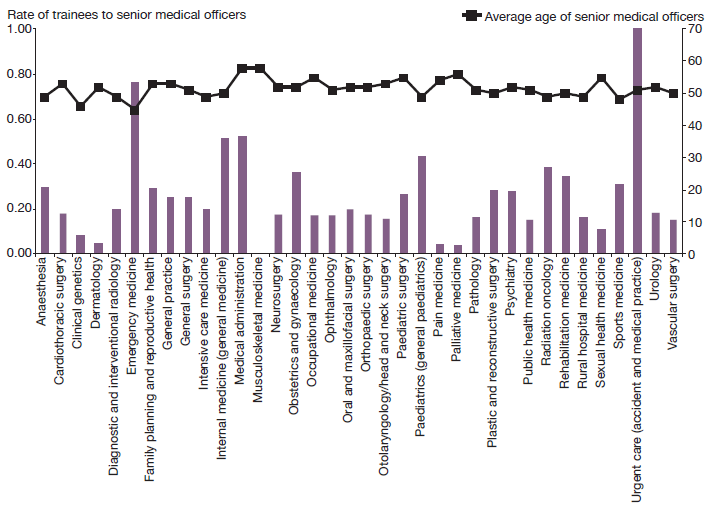 Rate of trainees to senior medical officers
Average age of senior medical officers
1.00
0.80
0.60
0.40
0.20
0.00
70
60
50
40
30
20
10
0
Anaesthesia
Cardiothoracic surgery
Clinical genetics
Dermatology
Diagnostic and interventional radiology
Emergency medicine
Family planning and reproductive health
General practice
General surgery
Intensive care medicine
Internal medicine (general medicine)
Medical administration
Musculoskeletal medicine
Neurosurgery
Obstetrics and gynaecology
Occupational medicine
Ophthalmology
Oral and maxillofacial surgery
Orthopaedic surgery
Otolaryngology/head and neck surgery
Paediatric surgery
Paediatrics (general paediatrics)
Pain medicine
Palliative medicine
Pathology
Plastic and reconstructive surgery
Psychiatry
Public health medicine
Radiation oncology
Rehabilitation medicine
Rural hospital medicine
Sexual health medicine
Sports medicine
Urgent care (accident and medical practice)
Urology
Vascular surgery